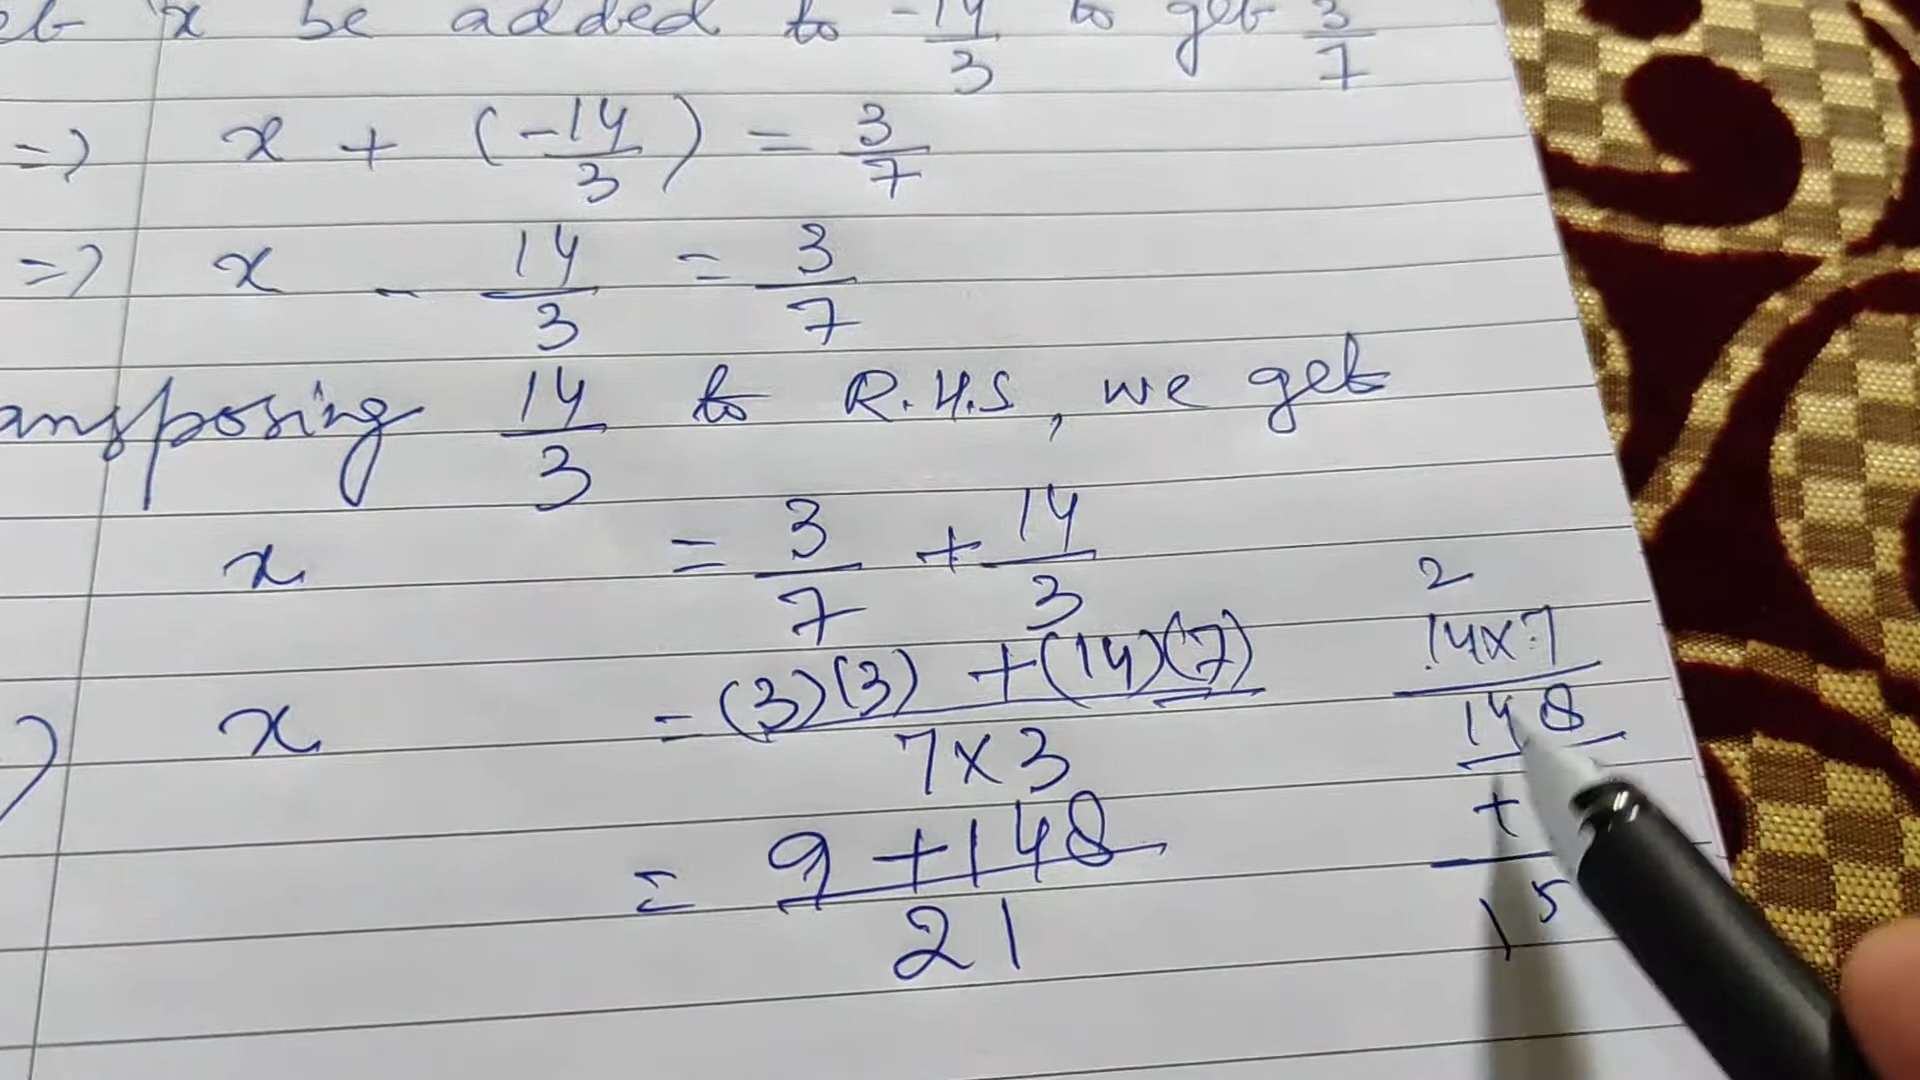 x be added to -14/3 to get 3/7
=> x + (-14/3) = 3/7
=> x - 14/3 = 3/7
ansposing 14/3 to R.H.S, we get
x = 3/7 + 14/3
x = (3)(3) + (14)(7) / 7×3
= 9 + 148 / 21
2
14×7
148
+
15